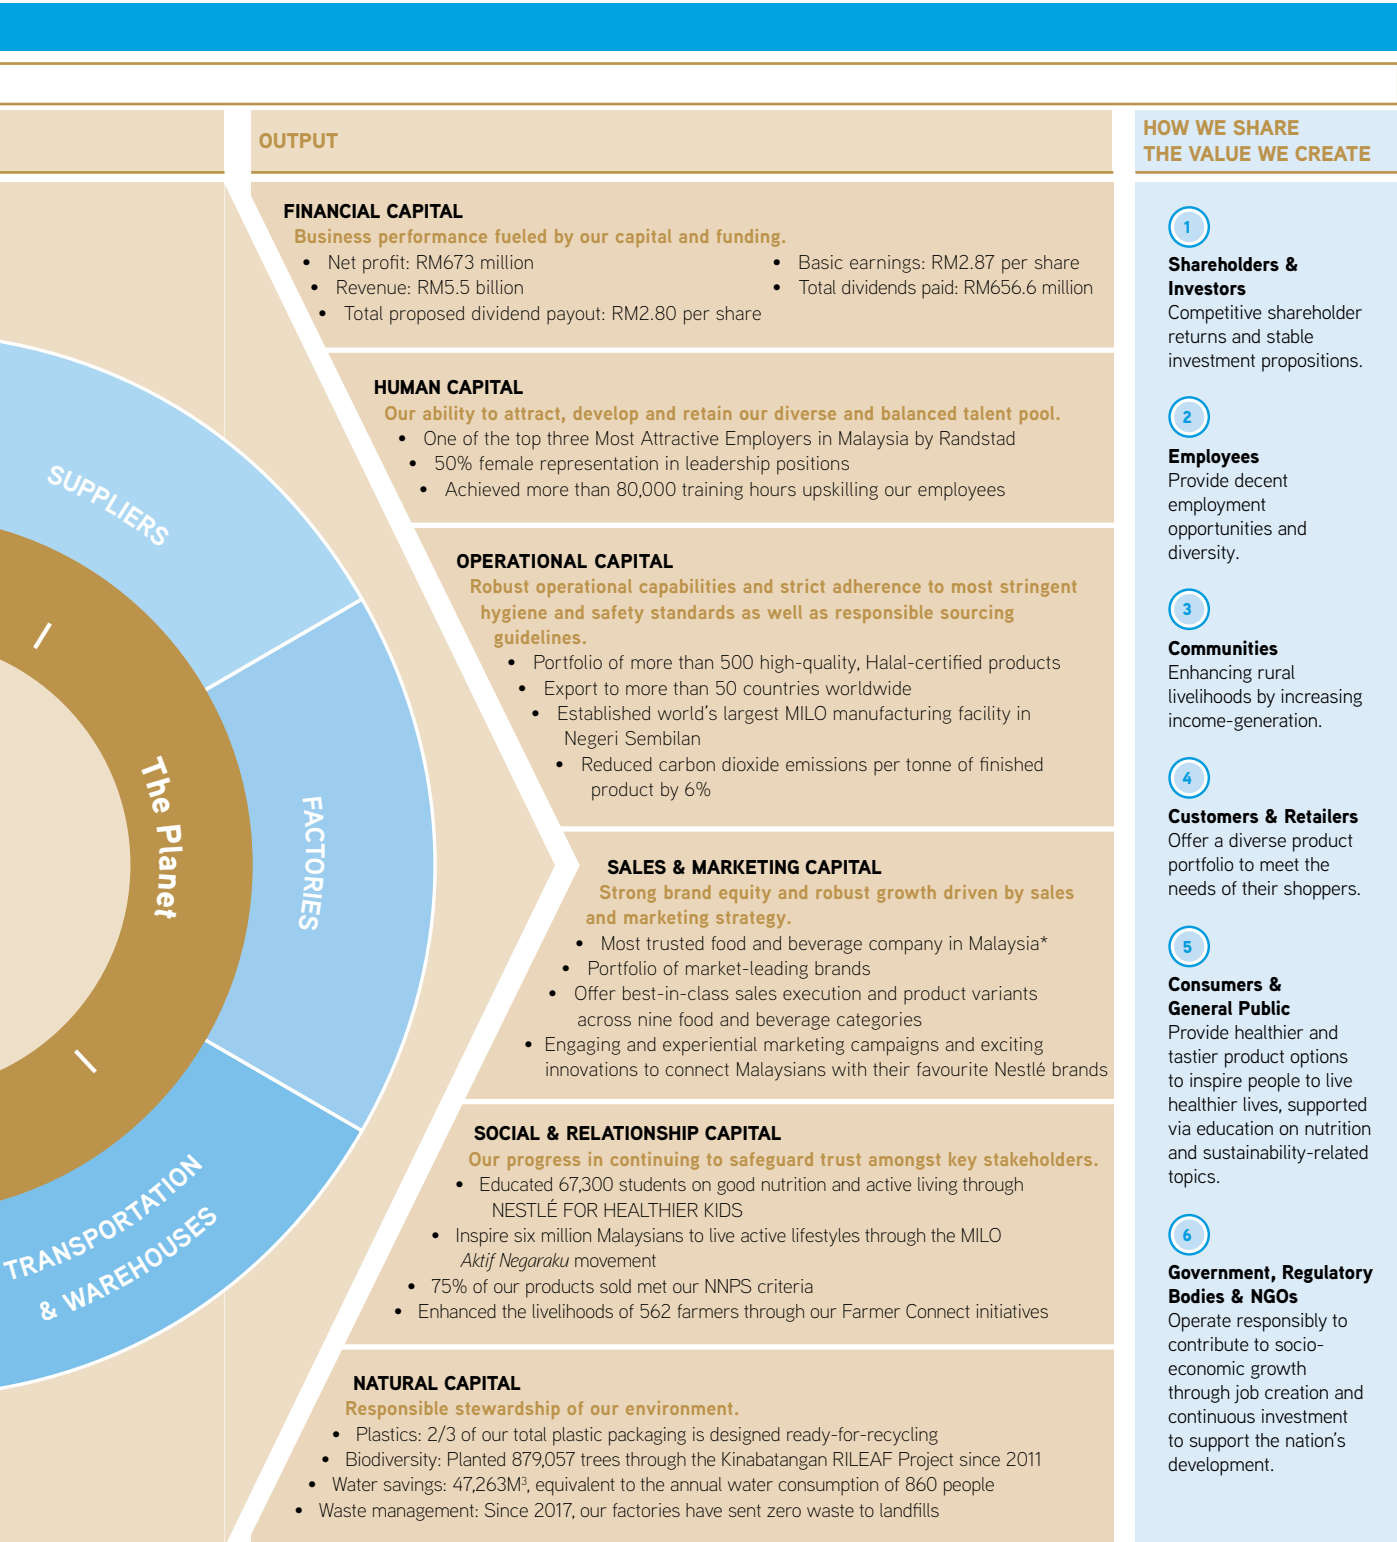 OUTPUT
HOW WE SHARE
THE VALUE WE CREATE
SUPPLIERS
The Planet
FACTORIES
TRANSPORTATION
& WAREHOUSES
FINANCIAL CAPITAL
Business performance fueled by our capital and funding.
• Net profit: RM673 million
• Revenue: RM5.5 billion
• Total proposed dividend payout: RM2.80 per share
• Basic earnings: RM2.87 per share
• Total dividends paid: RM656.6 million
HUMAN CAPITAL
Our ability to attract, develop and retain our diverse and balanced talent pool.
• One of the top three Most Attractive Employers in Malaysia by Randstad
• 50% female representation in leadership positions
• Achieved more than 80,000 training hours upskilling our employees
OPERATIONAL CAPITAL
Robust operational capabilities and strict adherence to most stringent
hygiene and safety standards as well as responsible sourcing
guidelines.
• Portfolio of more than 500 high-quality, Halal-certified products
• Export to more than 50 countries worldwide
• Established world's largest MILO manufacturing facility in
Negeri Sembilan
• Reduced carbon dioxide emissions per tonne of finished
product by 6%
SALES & MARKETING CAPITAL
Strong brand equity and robust growth driven by sales
and marketing strategy.
• Most trusted food and beverage company in Malaysia*
• Portfolio of market-leading brands
• Offer best-in-class sales execution and product variants
across nine food and beverage categories
• Engaging and experiential marketing campaigns and exciting
innovations to connect Malaysians with their favourite Nestlé brands
SOCIAL & RELATIONSHIP CAPITAL
Our progress in continuing to safeguard trust amongst key stakeholders.
• Educated 67,300 students on good nutrition and active living through
NESTLÉ FOR HEALTHIER KIDS
• Inspire six million Malaysians to live active lifestyles through the MILO
Aktif Negaraku movement
• 75% of our products sold met our NNPS criteria
• Enhanced the livelihoods of 562 farmers through our Farmer Connect initiatives
NATURAL CAPITAL
Responsible stewardship of our environment.
• Plastics: 2/3 of our total plastic packaging is designed ready-for-recycling
• Biodiversity: Planted 879,057 trees through the Kinabatangan RILEAF Project since 2011
• Water savings: 47,263M³, equivalent to the annual water consumption of 860 people
• Waste management: Since 2017, our factories have sent zero waste to landfills
1
Shareholders &
Investors
Competitive shareholder
returns and stable
investment propositions.
2
Employees
Provide decent
employment
opportunities and
diversity.
3
Communities
Enhancing rural
livelihoods by increasing
income-generation.
4
Customers & Retailers
Offer a diverse product
portfolio to meet the
needs of their shoppers.
5
Consumers &
General Public
Provide healthier and
tastier product options
to inspire people to live
healthier lives, supported
via education on nutrition
and sustainability-related
topics.
6
Government, Regulatory
Bodies & NGOs
Operate responsibly to
contribute to socio-
economic growth
through job creation and
continuous investment
to support the nation's
development.